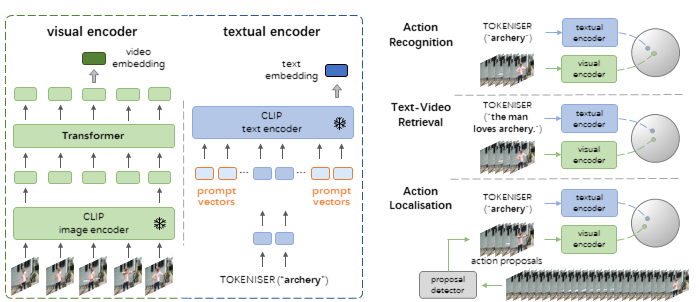 visual encoder
video
embedding
Transformer
CLIP
image encoder
textual encoder
text
embedding
CLIP
text encoder
... ...
prompt
vectors
prompt
vectors
TOKENISER ("archery")
Action
Recognition
TOKENISER
("archery")
textual
encoder
visual
encoder
Text-Video
Retrieval
TOKENISER
("the man
loves archery.")
textual
encoder
visual
encoder
Action
Localisation
TOKENISER
("archery")
textual
encoder
visual
encoder
action proposals
proposal
detector